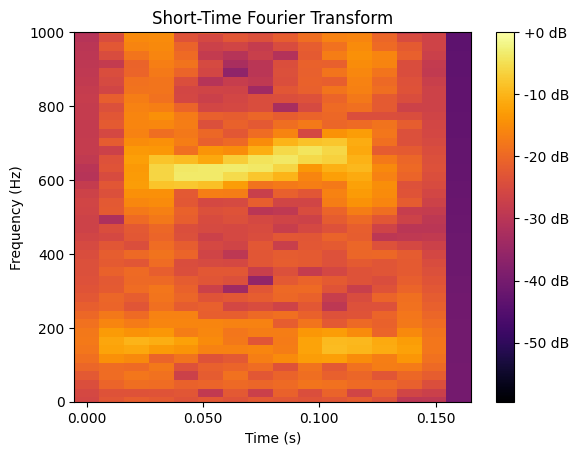 Short-Time Fourier Transform
1000
800
600
400
200
0
Frequency (Hz)
0.000
0.050
0.100
0.150
Time (s)
+0 dB
-10 dB
-20 dB
-30 dB
-40 dB
-50 dB